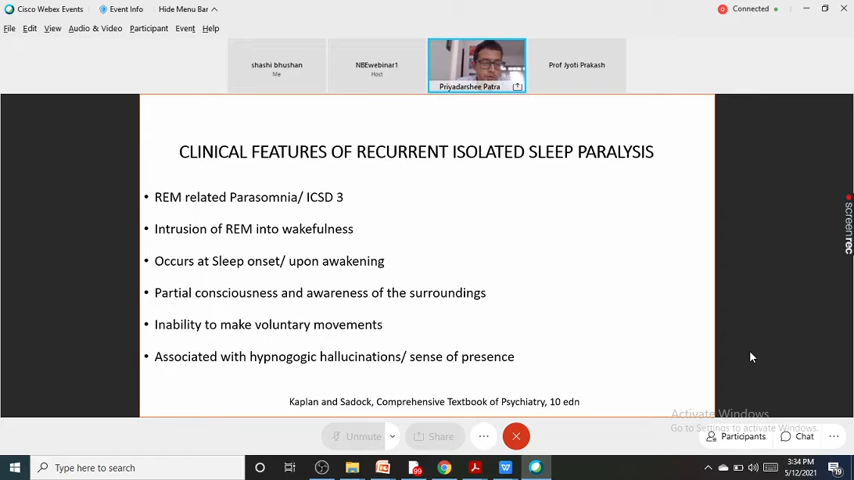 Cisco Webex Events Event Info Hide Menu Bar Connected
File Edit View Audio & Video Participant Event Help
shashi bhushan
Me
NBEwebinar1
Host
Priyadarshee Patra
Prof Jyoti Prakash
CLINICAL FEATURES OF RECURRENT ISOLATED SLEEP PARALYSIS
• REM related Parasomnia/ ICSD 3
• Intrusion of REM into wakefulness
• Occurs at Sleep onset/ upon awakening
• Partial consciousness and awareness of the surroundings
• Inability to make voluntary movements
• Associated with hypnogogic hallucinations/ sense of presence
Kaplan and Sadock, Comprehensive Textbook of Psychiatry, 10 edn
screenrec
Activate Windows
Go to Settings to activate Windows.
Unmute Share Participants Chat
Type here to search
99
3:34 PM
5/12/2021
19